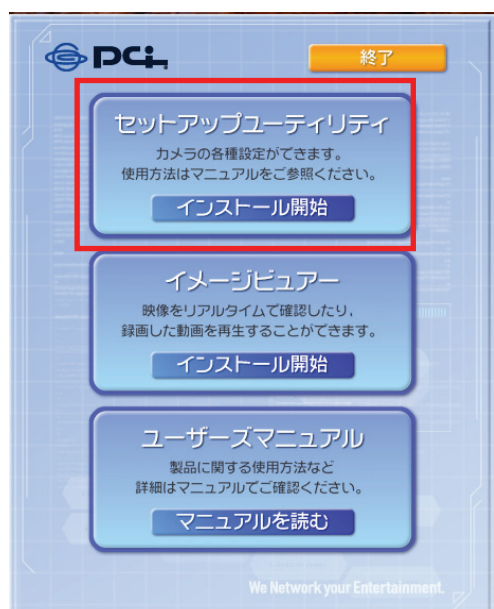 PCi
終了
セットアップユーティリティ
カメラの各種設定ができます。
使用方法はマニュアルをご参照ください。
インストール開始
イメージビュアー
映像をリアルタイムで確認したり、
録画した動画を再生することができます。
インストール開始
ユーザーズマニュアル
製品に関する使用方法など
詳細はマニュアルでご確認ください。
マニュアルを読む
We Network your Entertainment.